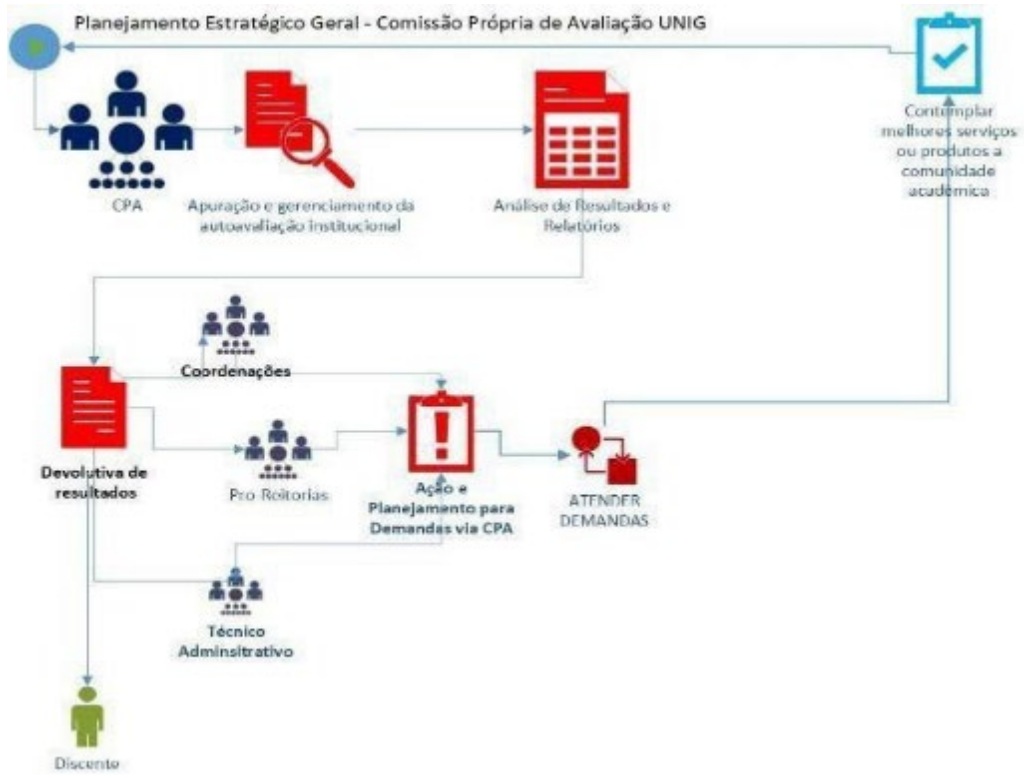 Planejamento Estratégico Geral - Comissão Própria de Avaliação UNIG
Contemplar
melhores serviços
ou produtos a
comunidade
acadêmica
CPA
Apuração e gerenciamento da
autoavaliação institucional
Análise de Resultados e
Relatórios
Coordenações
Devolutiva de
resultados
Pro Reitorias
Ação e
Planejamento para
Demandas via CPA
ATENDER
DEMANDAS
Técnico
Adminsitrativo
Discente